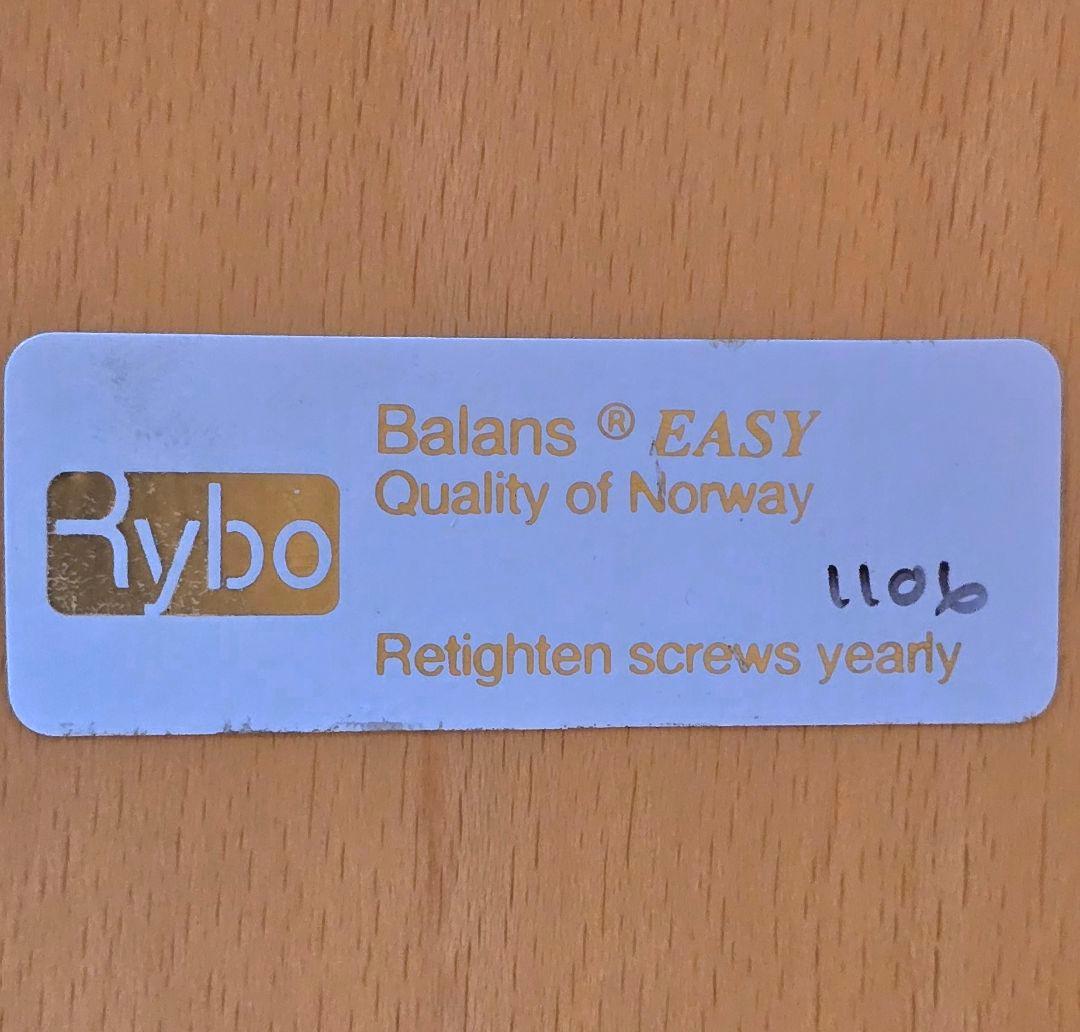 Rybo
Balans ® EASY
Quality of Norway
1106
Retighten screws yearly